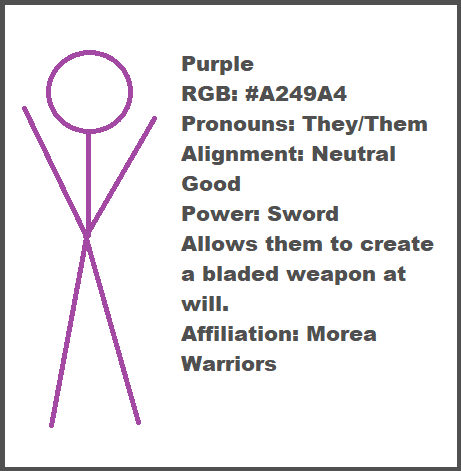 Purple
RGB: #A249A4
Pronouns: They/Them
Alignment: Neutral
Good
Power: Sword
Allows them to create
a bladed weapon at
will.
Affiliation: Morea
Warriors